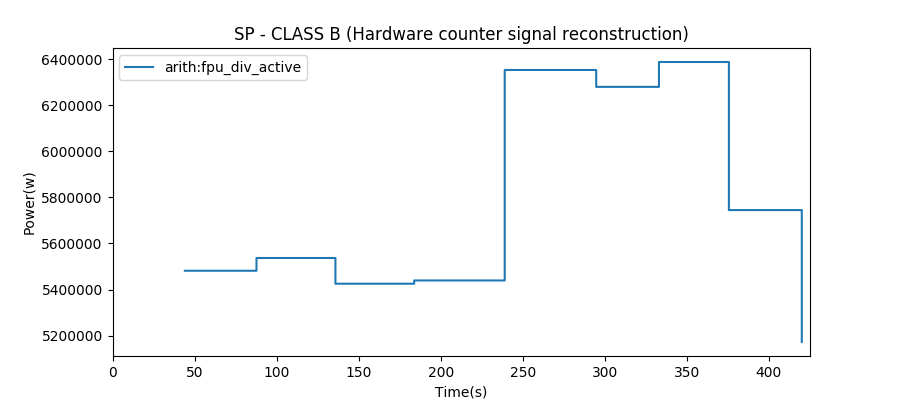 SP - CLASS B (Hardware counter signal reconstruction)
arith:fpu_div_active
6400000
6200000
6000000
5800000
5600000
5400000
5200000
Power(w)
0 50 100 150 200 250 300 350 400
Time(s)